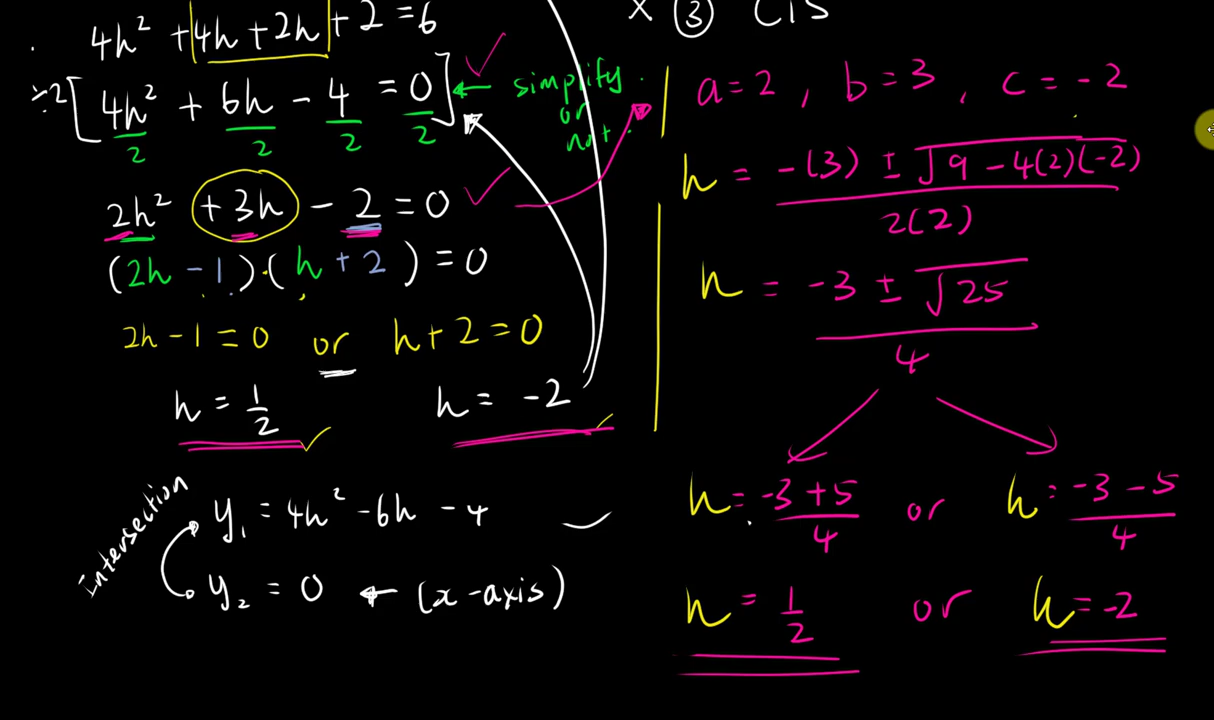 4h² + 4h + 2h + 2 = 6
÷2 [4h²/2 + 6h/2 - 4/2 = 0/2] ← simplify or not.
2h² + 3h - 2 = 0
(2h - 1)·(h + 2) = 0
2h - 1 = 0 or h + 2 = 0
h = 1/2 h = -2
Intersection
y₁ = 4h² - 6h - 4
y₂ = 0 ← (x-axis)
× ③ CTS
a = 2, b = 3, c = -2
h = -(3) ± √9 - 4(2)(-2) / 2(2)
h = -3 ± √25 / 4
h = -3 + 5 / 4 or h = -3 - 5 / 4
h = 1/2 or h = -2